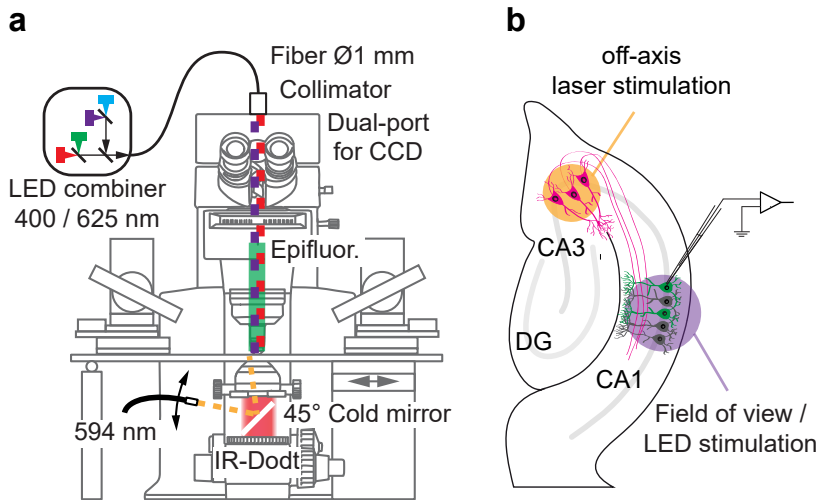 a
Fiber Ø1 mm
Collimator
Dual-port
for CCD
LED combiner
400 / 625 nm
Epifluor.
45° Cold mirror
594 nm
IR-Dodt
b
off-axis
laser stimulation
CA3
DG
CA1
Field of view /
LED stimulation